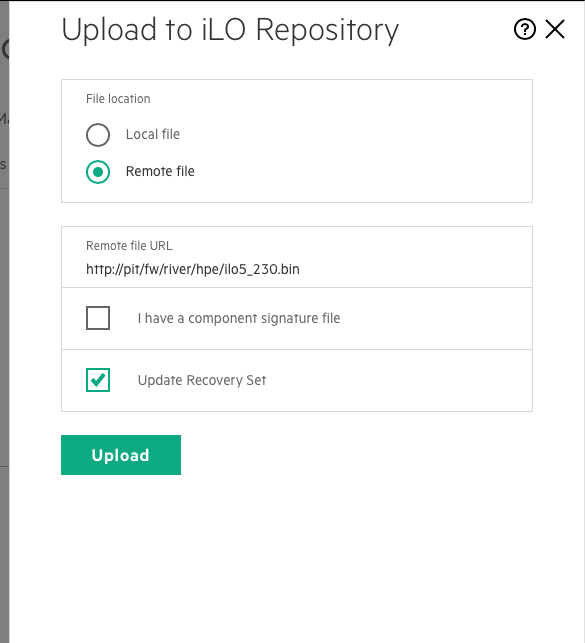 Upload to iLO Repository
File location
Local file
Remote file
Remote file URL
http://pit/fw/river/hpe/ilo5_230.bin
I have a component signature file
Update Recovery Set
Upload